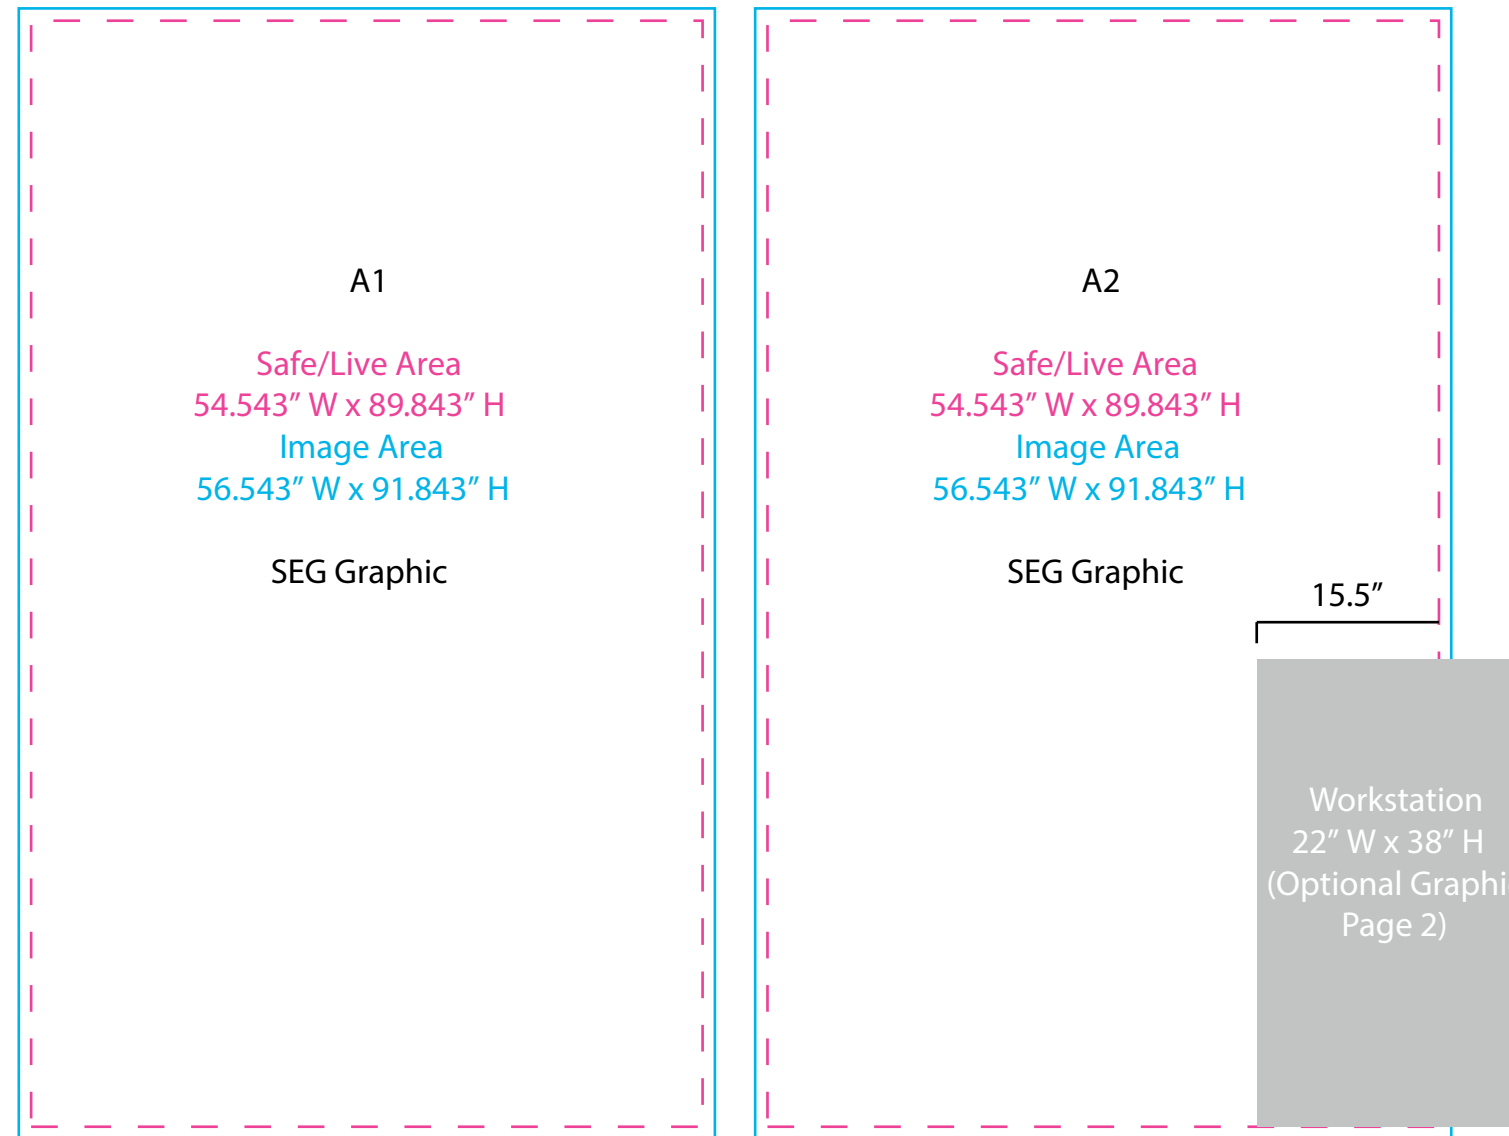 A1
Safe/Live Area
54.543” W x 89.843” H
Image Area
56.543” W x 91.843” H
SEG Graphic
A2
Safe/Live Area
54.543” W x 89.843” H
Image Area
56.543” W x 91.843” H
SEG Graphic
15.5”
Workstation
22” W x 38” H
(Optional Graphi
Page 2)